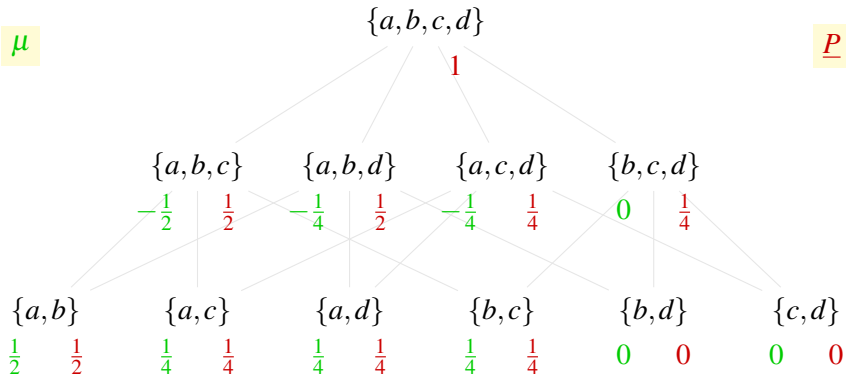 {a,b,c,d}
μ P
1
{a,b,c} {a,b,d} {a,c,d} {b,c,d}
−1/2 1/2 −1/4 1/2 −1/4 1/4 0 1/4
{a,b} {a,c} {a,d} {b,c} {b,d} {c,d}
1/2 1/2 1/4 1/4 1/4 1/4 1/4 1/4 0 0 0 0